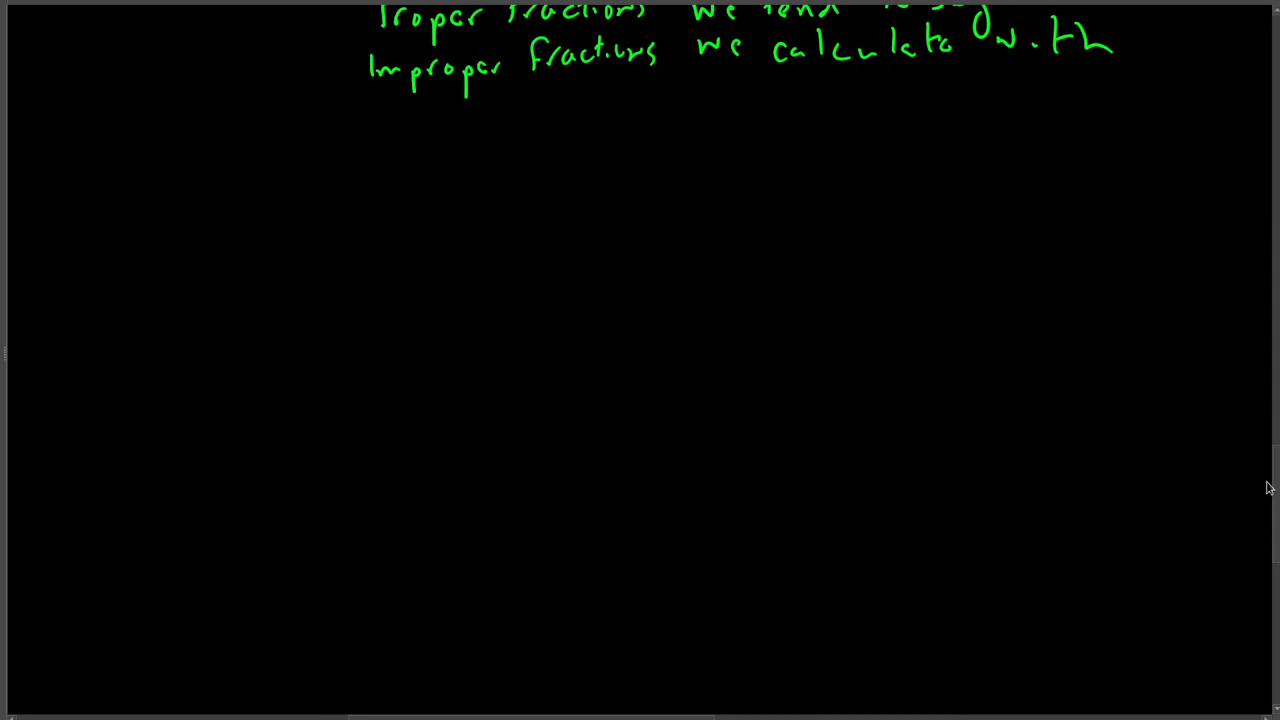 Proper fractions we tend to say
Improper fractions we calculate with